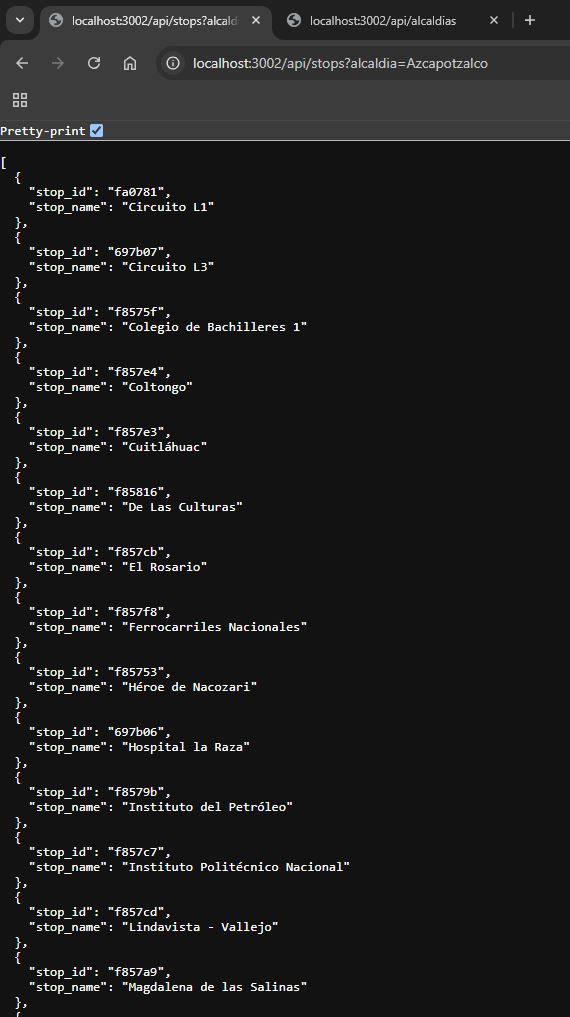 localhost:3002/api/stops?alcald
localhost:3002/api/alcaldias
localhost:3002/api/stops?alcaldia=Azcapotzalco
Pretty-print
[
  {
    "stop_id": "fa0781",
    "stop_name": "Circuito L1"
  },
  {
    "stop_id": "697b07",
    "stop_name": "Circuito L3"
  },
  {
    "stop_id": "f8575f",
    "stop_name": "Colegio de Bachilleres 1"
  },
  {
    "stop_id": "f857e4",
    "stop_name": "Coltongo"
  },
  {
    "stop_id": "f857e3",
    "stop_name": "Cuitláhuac"
  },
  {
    "stop_id": "f85816",
    "stop_name": "De Las Culturas"
  },
  {
    "stop_id": "f857cb",
    "stop_name": "El Rosario"
  },
  {
    "stop_id": "f857f8",
    "stop_name": "Ferrocarriles Nacionales"
  },
  {
    "stop_id": "f85753",
    "stop_name": "Héroe de Nacozari"
  },
  {
    "stop_id": "697b06",
    "stop_name": "Hospital la Raza"
  },
  {
    "stop_id": "f8579b",
    "stop_name": "Instituto del Petróleo"
  },
  {
    "stop_id": "f857c7",
    "stop_name": "Instituto Politécnico Nacional"
  },
  {
    "stop_id": "f857cd",
    "stop_name": "Lindavista - Vallejo"
  },
  {
    "stop_id": "f857a9",
    "stop_name": "Magdalena de las Salinas"
  },
  {